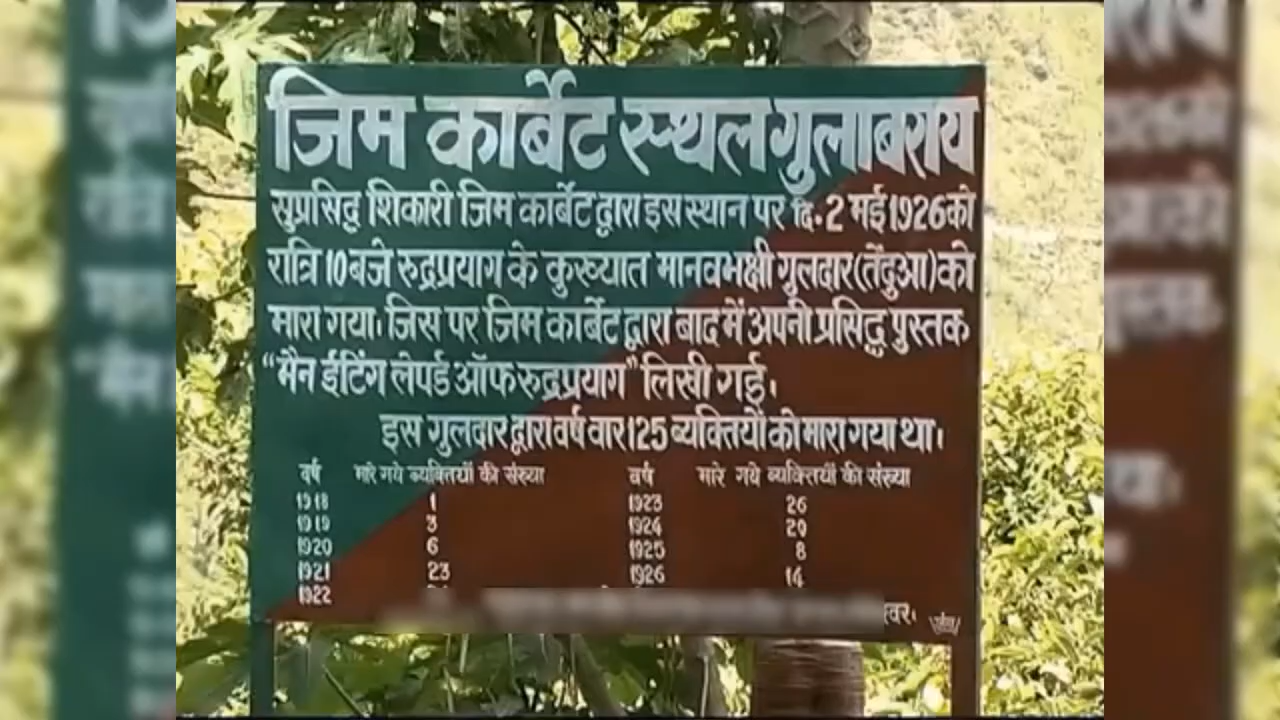 जिम कार्बेट स्थल गुलाबराय
सुप्रसिद्ध शिकारी जिम कार्बेट द्वारा इस स्थान पर दि. 2 मई 1926 को
रात्रि 10 बजे रुद्रप्रयाग के कुख्यात मानवभक्षी गुलदार (तेंदुआ) को
मारा गया। जिस पर जिम कार्बेट द्वारा बाद में अपनी प्रसिद्ध पुस्तक
“मैन ईटिंग लेपर्ड ऑफ रुद्रप्रयाग” लिखी गई।
इस गुलदार द्वारा वर्ष वार 125 व्यक्तियों को मारा गया था।
वर्ष मारे गये व्यक्तियों की संख्या वर्ष मारे गये व्यक्तियों की संख्या
1918 1 1923 26
1919 3 1924 20
1920 6 1925 8
1921 23 1926 14
1922